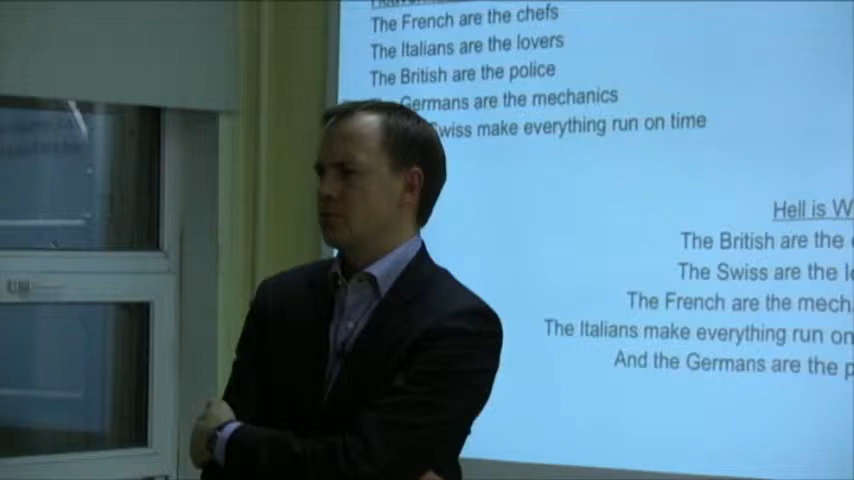 The French are the chefs
The Italians are the lovers
The British are the police
Germans are the mechanics
Swiss make everything run on time
Hell is
The British are the
The Swiss are the
The French are the
The Italians make everything run on
And the Germans are the